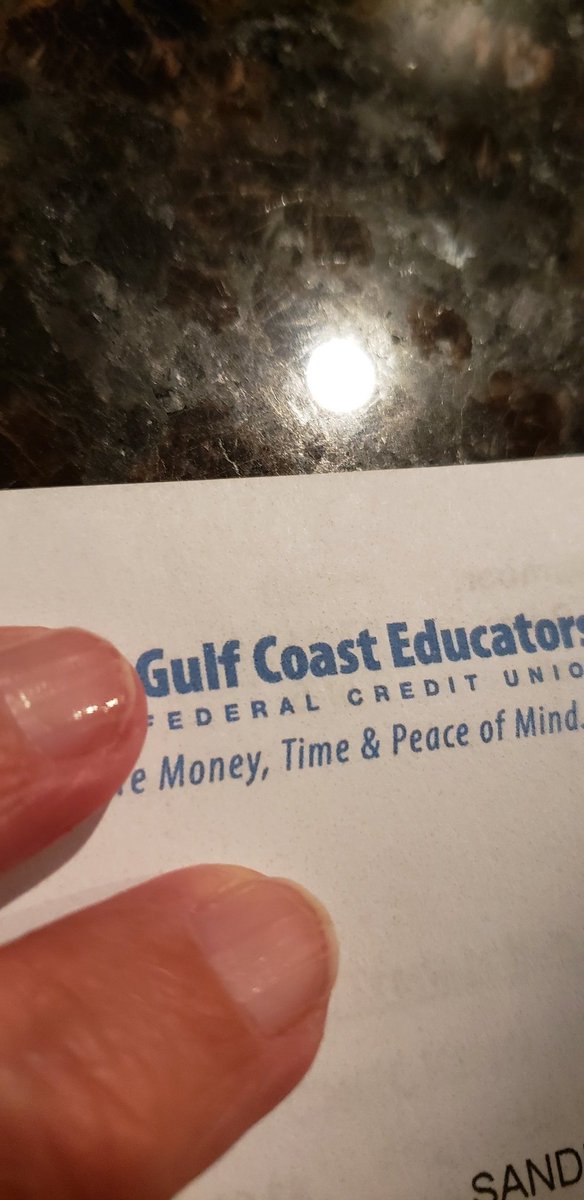 Gulf Coast Educators
FEDERAL CREDIT UNIO
e Money, Time & Peace of Mind.
SAND